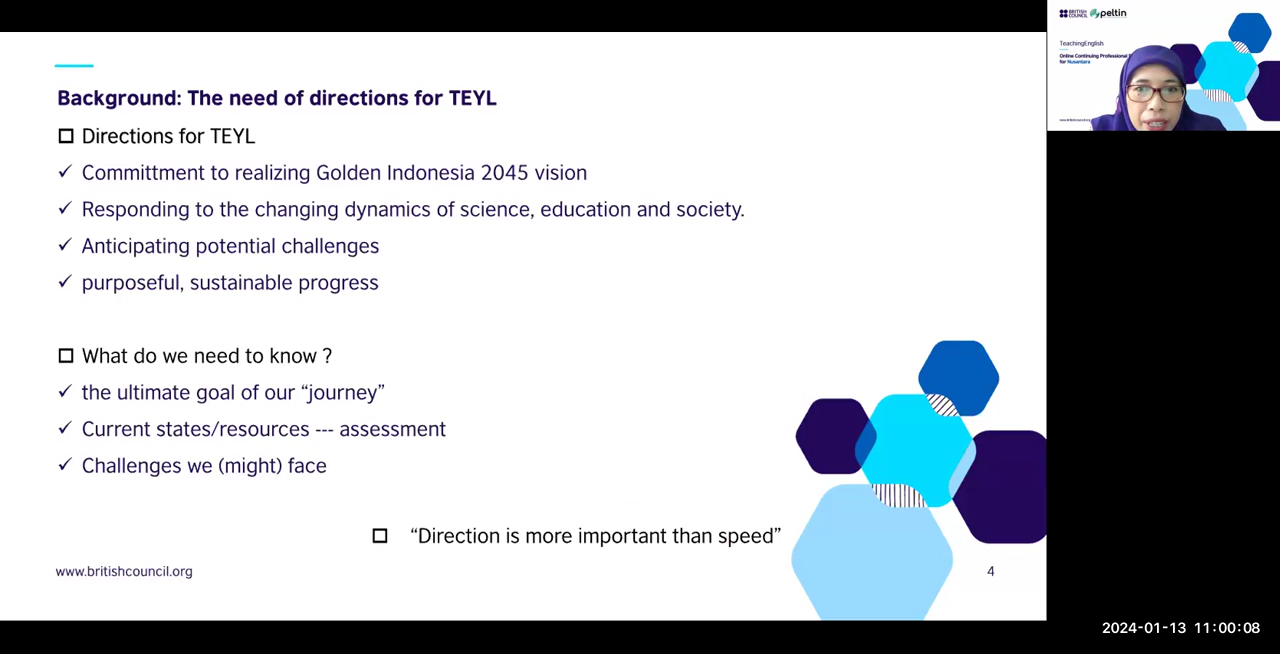 Background: The need of directions for TEYL
Directions for TEYL
✓ Committment to realizing Golden Indonesia 2045 vision
✓ Responding to the changing dynamics of science, education and society.
✓ Anticipating potential challenges
✓ purposeful, sustainable progress
What do we need to know ?
✓ the ultimate goal of our “journey”
✓ Current states/resources --- assessment
✓ Challenges we (might) face
“Direction is more important than speed”
www.britishcouncil.org
4
BRITISH COUNCIL peltin
TeachingEnglish
Online Continuing Professional
for Nusantara
2024-01-13 11:00:08